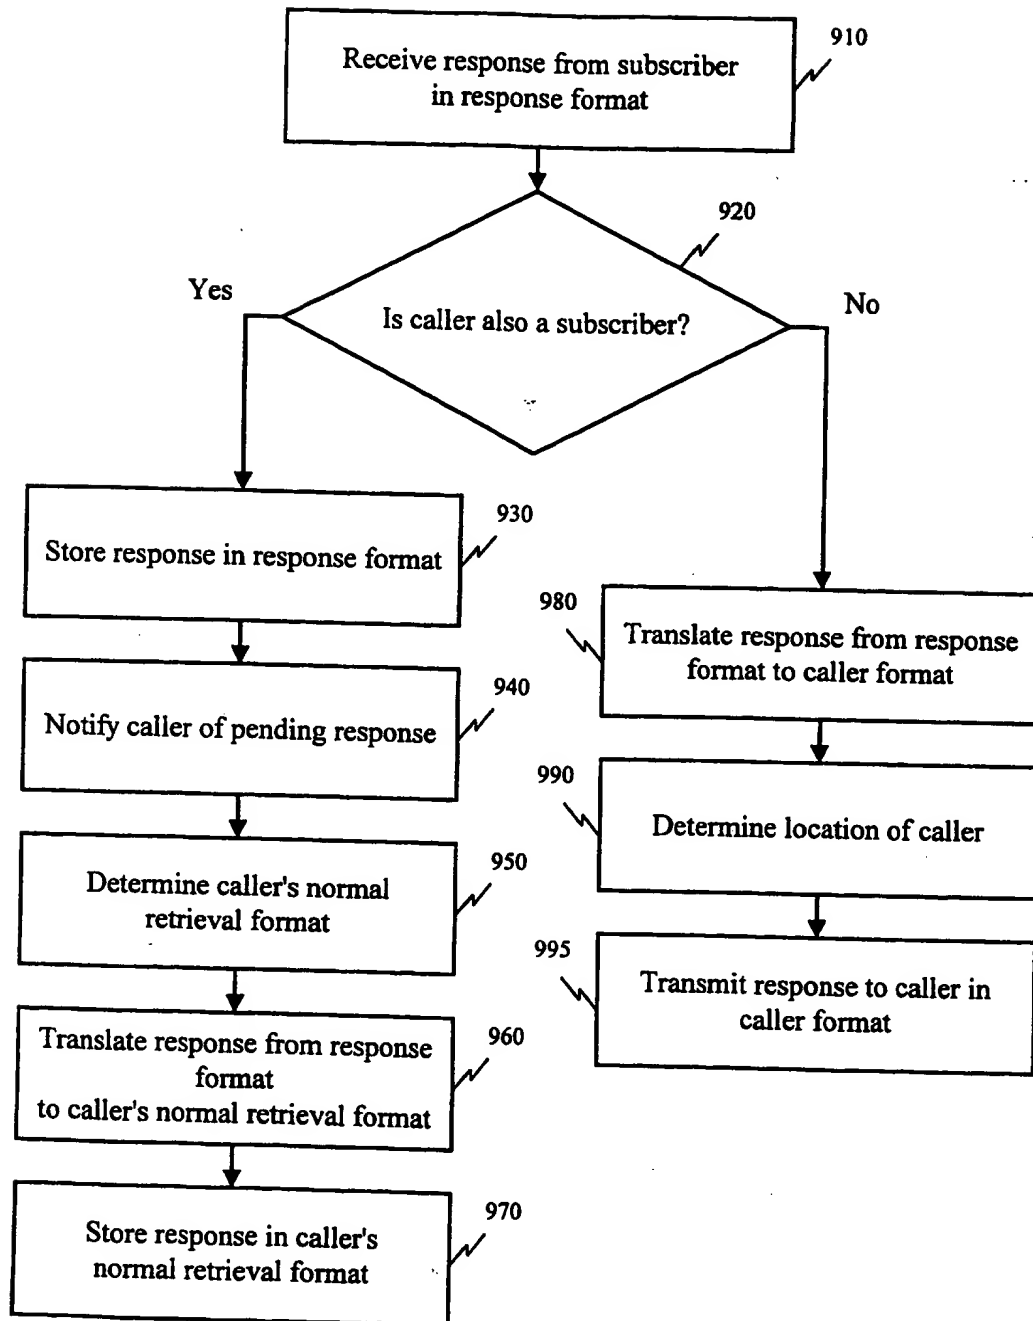 910
Receive response from subscriber
in response format
920
Yes
No
Is caller also a subscriber?
930
Store response in response format
980
Translate response from response
format to caller format
940
Notify caller of pending response
990
Determine location of caller
950
Determine caller's normal
retrieval format
995
Transmit response to caller in
caller format
960
Translate response from response
format
to caller's normal retrieval format
970
Store response in caller's
normal retrieval format